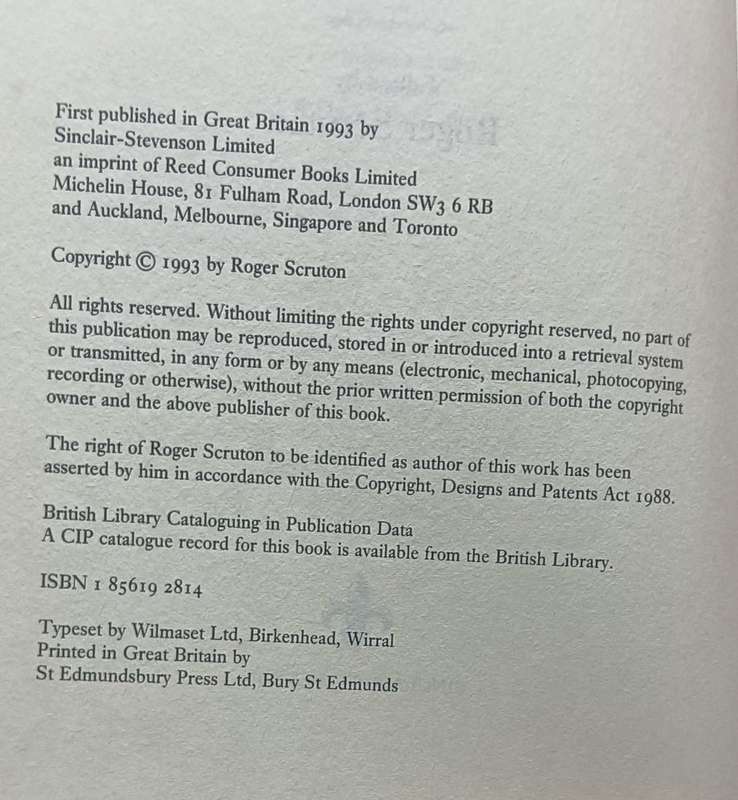 First published in Great Britain 1993 by
Sinclair-Stevenson Limited
an imprint of Reed Consumer Books Limited
Michelin House, 81 Fulham Road, London SW3 6 RB
and Auckland, Melbourne, Singapore and Toronto
Copyright © 1993 by Roger Scruton
All rights reserved. Without limiting the rights under copyright reserved, no part of
this publication may be reproduced, stored in or introduced into a retrieval system
or transmitted, in any form or by any means (electronic, mechanical, photocopying,
recording or otherwise), without the prior written permission of both the copyright
owner and the above publisher of this book.
The right of Roger Scruton to be identified as author of this work has been
asserted by him in accordance with the Copyright, Designs and Patents Act 1988.
British Library Cataloguing in Publication Data
A CIP catalogue record for this book is available from the British Library.
ISBN 1 85619 2814
Typeset by Wilmaset Ltd, Birkenhead, Wirral
Printed in Great Britain by
St Edmundsbury Press Ltd, Bury St Edmunds